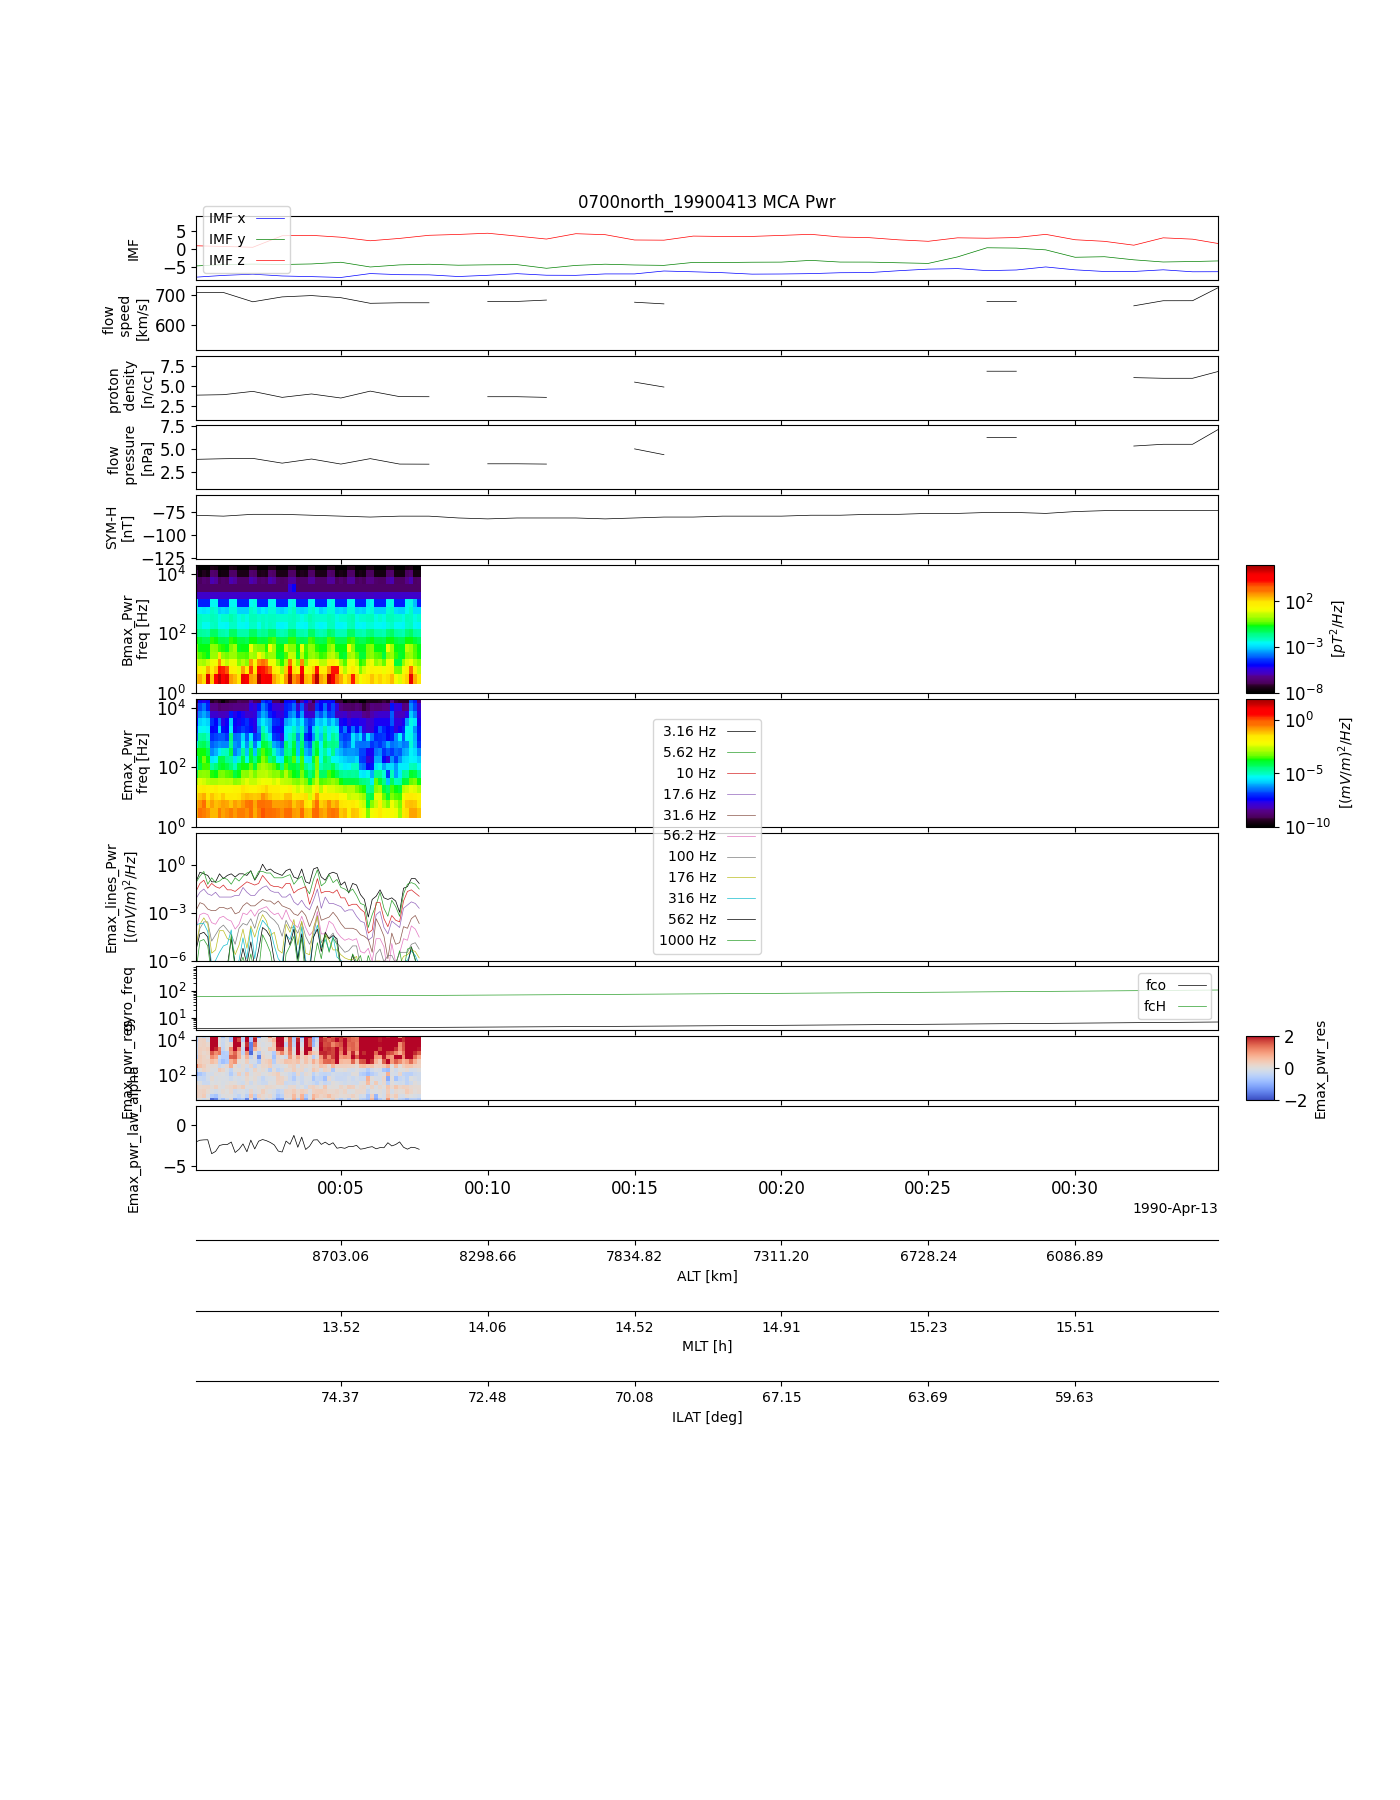 0700north_19900413 MCA Pwr
IMF x
IMF y
IMF z
5
0
−5
IMF
700
600
flow
speed
[km/s]
7.5
5.0
2.5
proton
density
[n/cc]
7.5
5.0
2.5
flow
pressure
[nPa]
−75
−100
−125
SYM-H
[nT]
10^4
10^2
10^0
Bmax_Pwr
freq [Hz]
10^2
10^−3
10^−8
[pT^2/Hz]
10^4
10^2
10^0
Emax_Pwr
freq [Hz]
10^0
10^−5
10^−10
[(mV/m)^2/Hz]
3.16 Hz
5.62 Hz
10 Hz
17.6 Hz
31.6 Hz
56.2 Hz
100 Hz
176 Hz
316 Hz
562 Hz
1000 Hz
10^0
10^−3
10^−6
Emax_lines_Pwr
[(mV/m)^2/Hz]
10^2
10^1
gyro_freq
fco
fcH
10^4
10^2
Emax_pwr_res
2
0
−2
Emax_pwr_res
0
−5
Emax_pwr_law_alpha
00:05 00:10 00:15 00:20 00:25 00:30
1990-Apr-13
8703.06 8298.66 7834.82 7311.20 6728.24 6086.89
ALT [km]
13.52 14.06 14.52 14.91 15.23 15.51
MLT [h]
74.37 72.48 70.08 67.15 63.69 59.63
ILAT [deg]